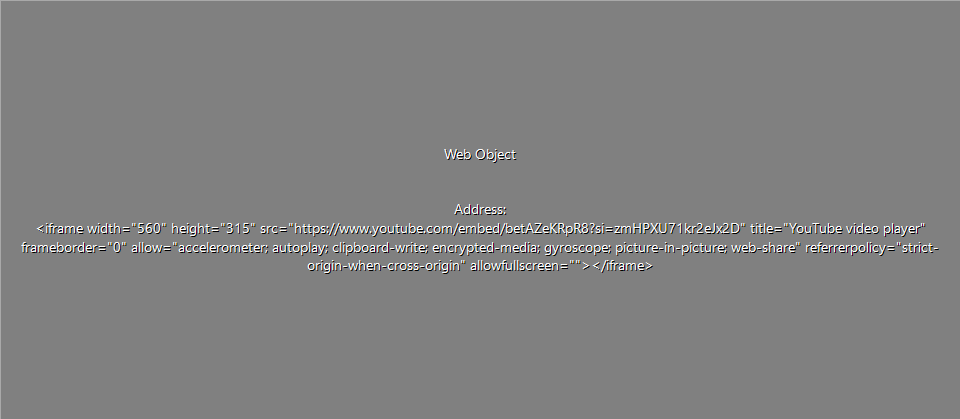 Web Object
Address:
<iframe width="560" height="315" src="https://www.youtube.com/embed/betAZeKRpR8?si=zmHPXU71kr2eJx2D" title="YouTube video player"
frameborder="0" allow="accelerometer; autoplay; clipboard-write; encrypted-media; gyroscope; picture-in-picture; web-share" referrerpolicy="strict-
origin-when-cross-origin" allowfullscreen=""></iframe>